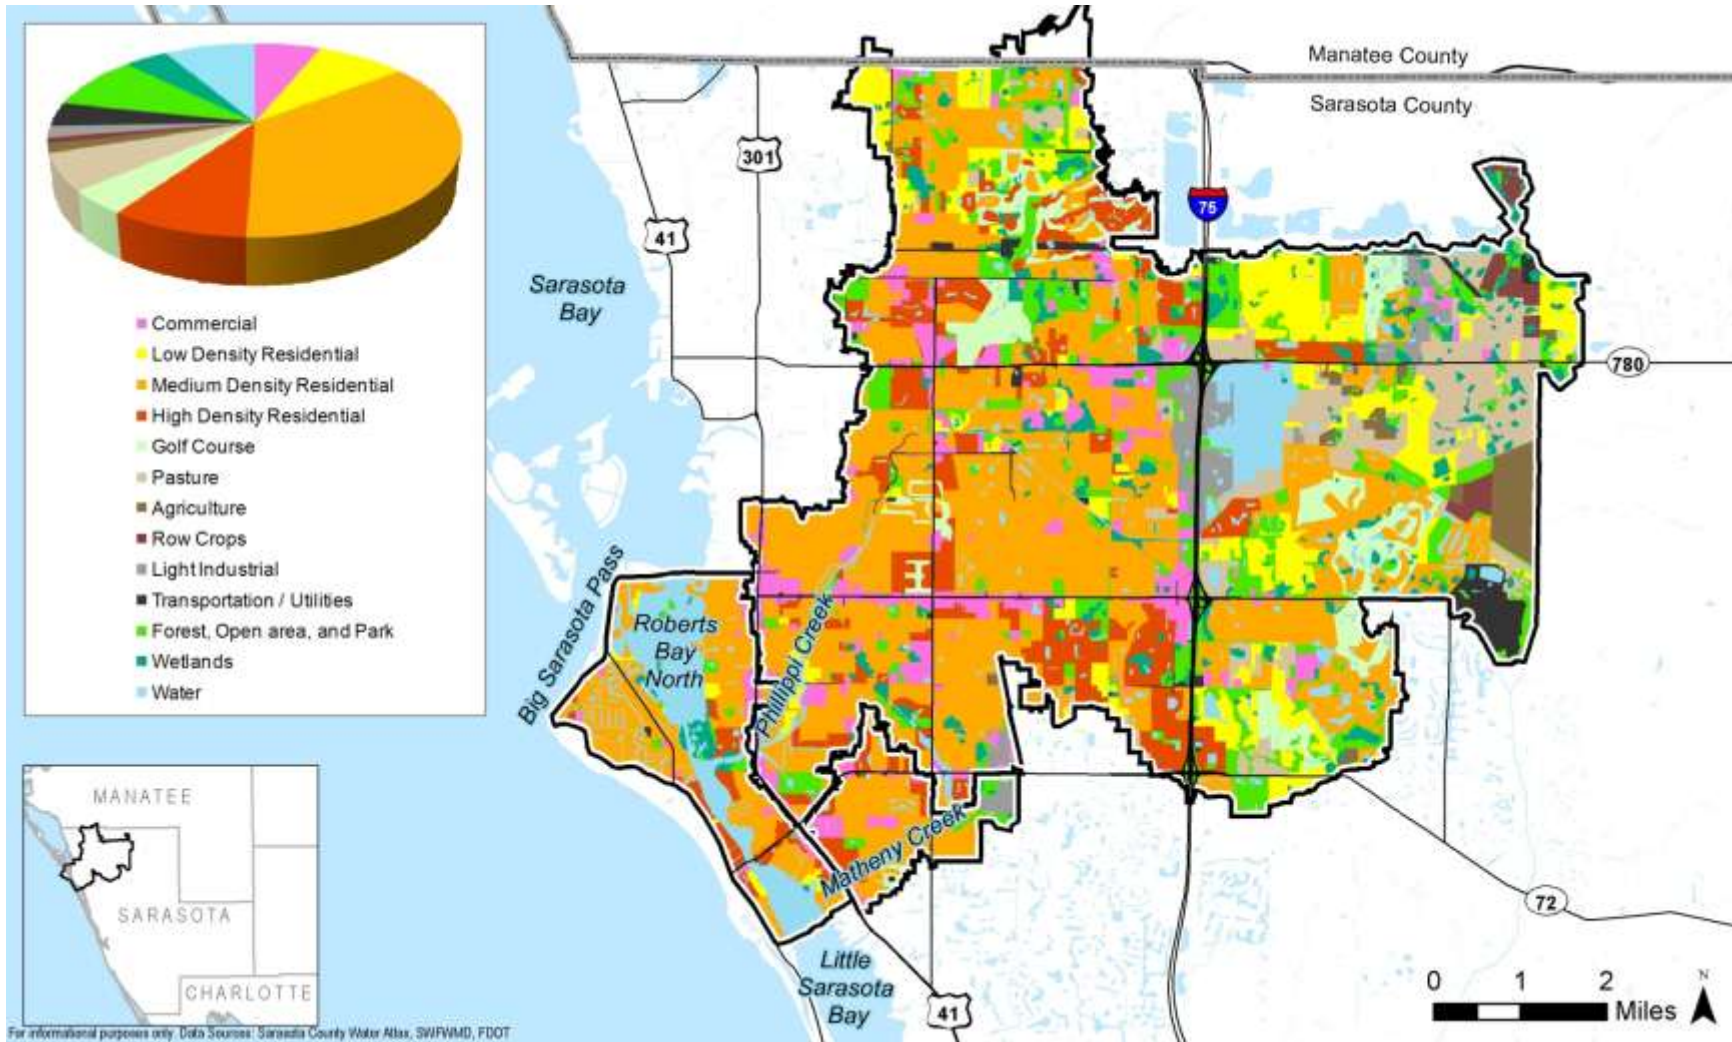 Commercial
Low Density Residential
Medium Density Residential
High Density Residential
Golf Course
Pasture
Agriculture
Row Crops
Light Industrial
Transportation / Utilities
Forest, Open area, and Park
Wetlands
Water
MANATEE
SARASOTA
CHARLOTTE
For informational purposes only. Data Sources: Sarasota County Water Atlas, SWFWMD, FDOT
Manatee County
Sarasota County
301
41
75
780
Sarasota
Bay
Big Sarasota Pass
Roberts
Bay
North
Phillippi Creek
Matheny Creek
72
Little
Sarasota
Bay
41
0 1 2
Miles
N